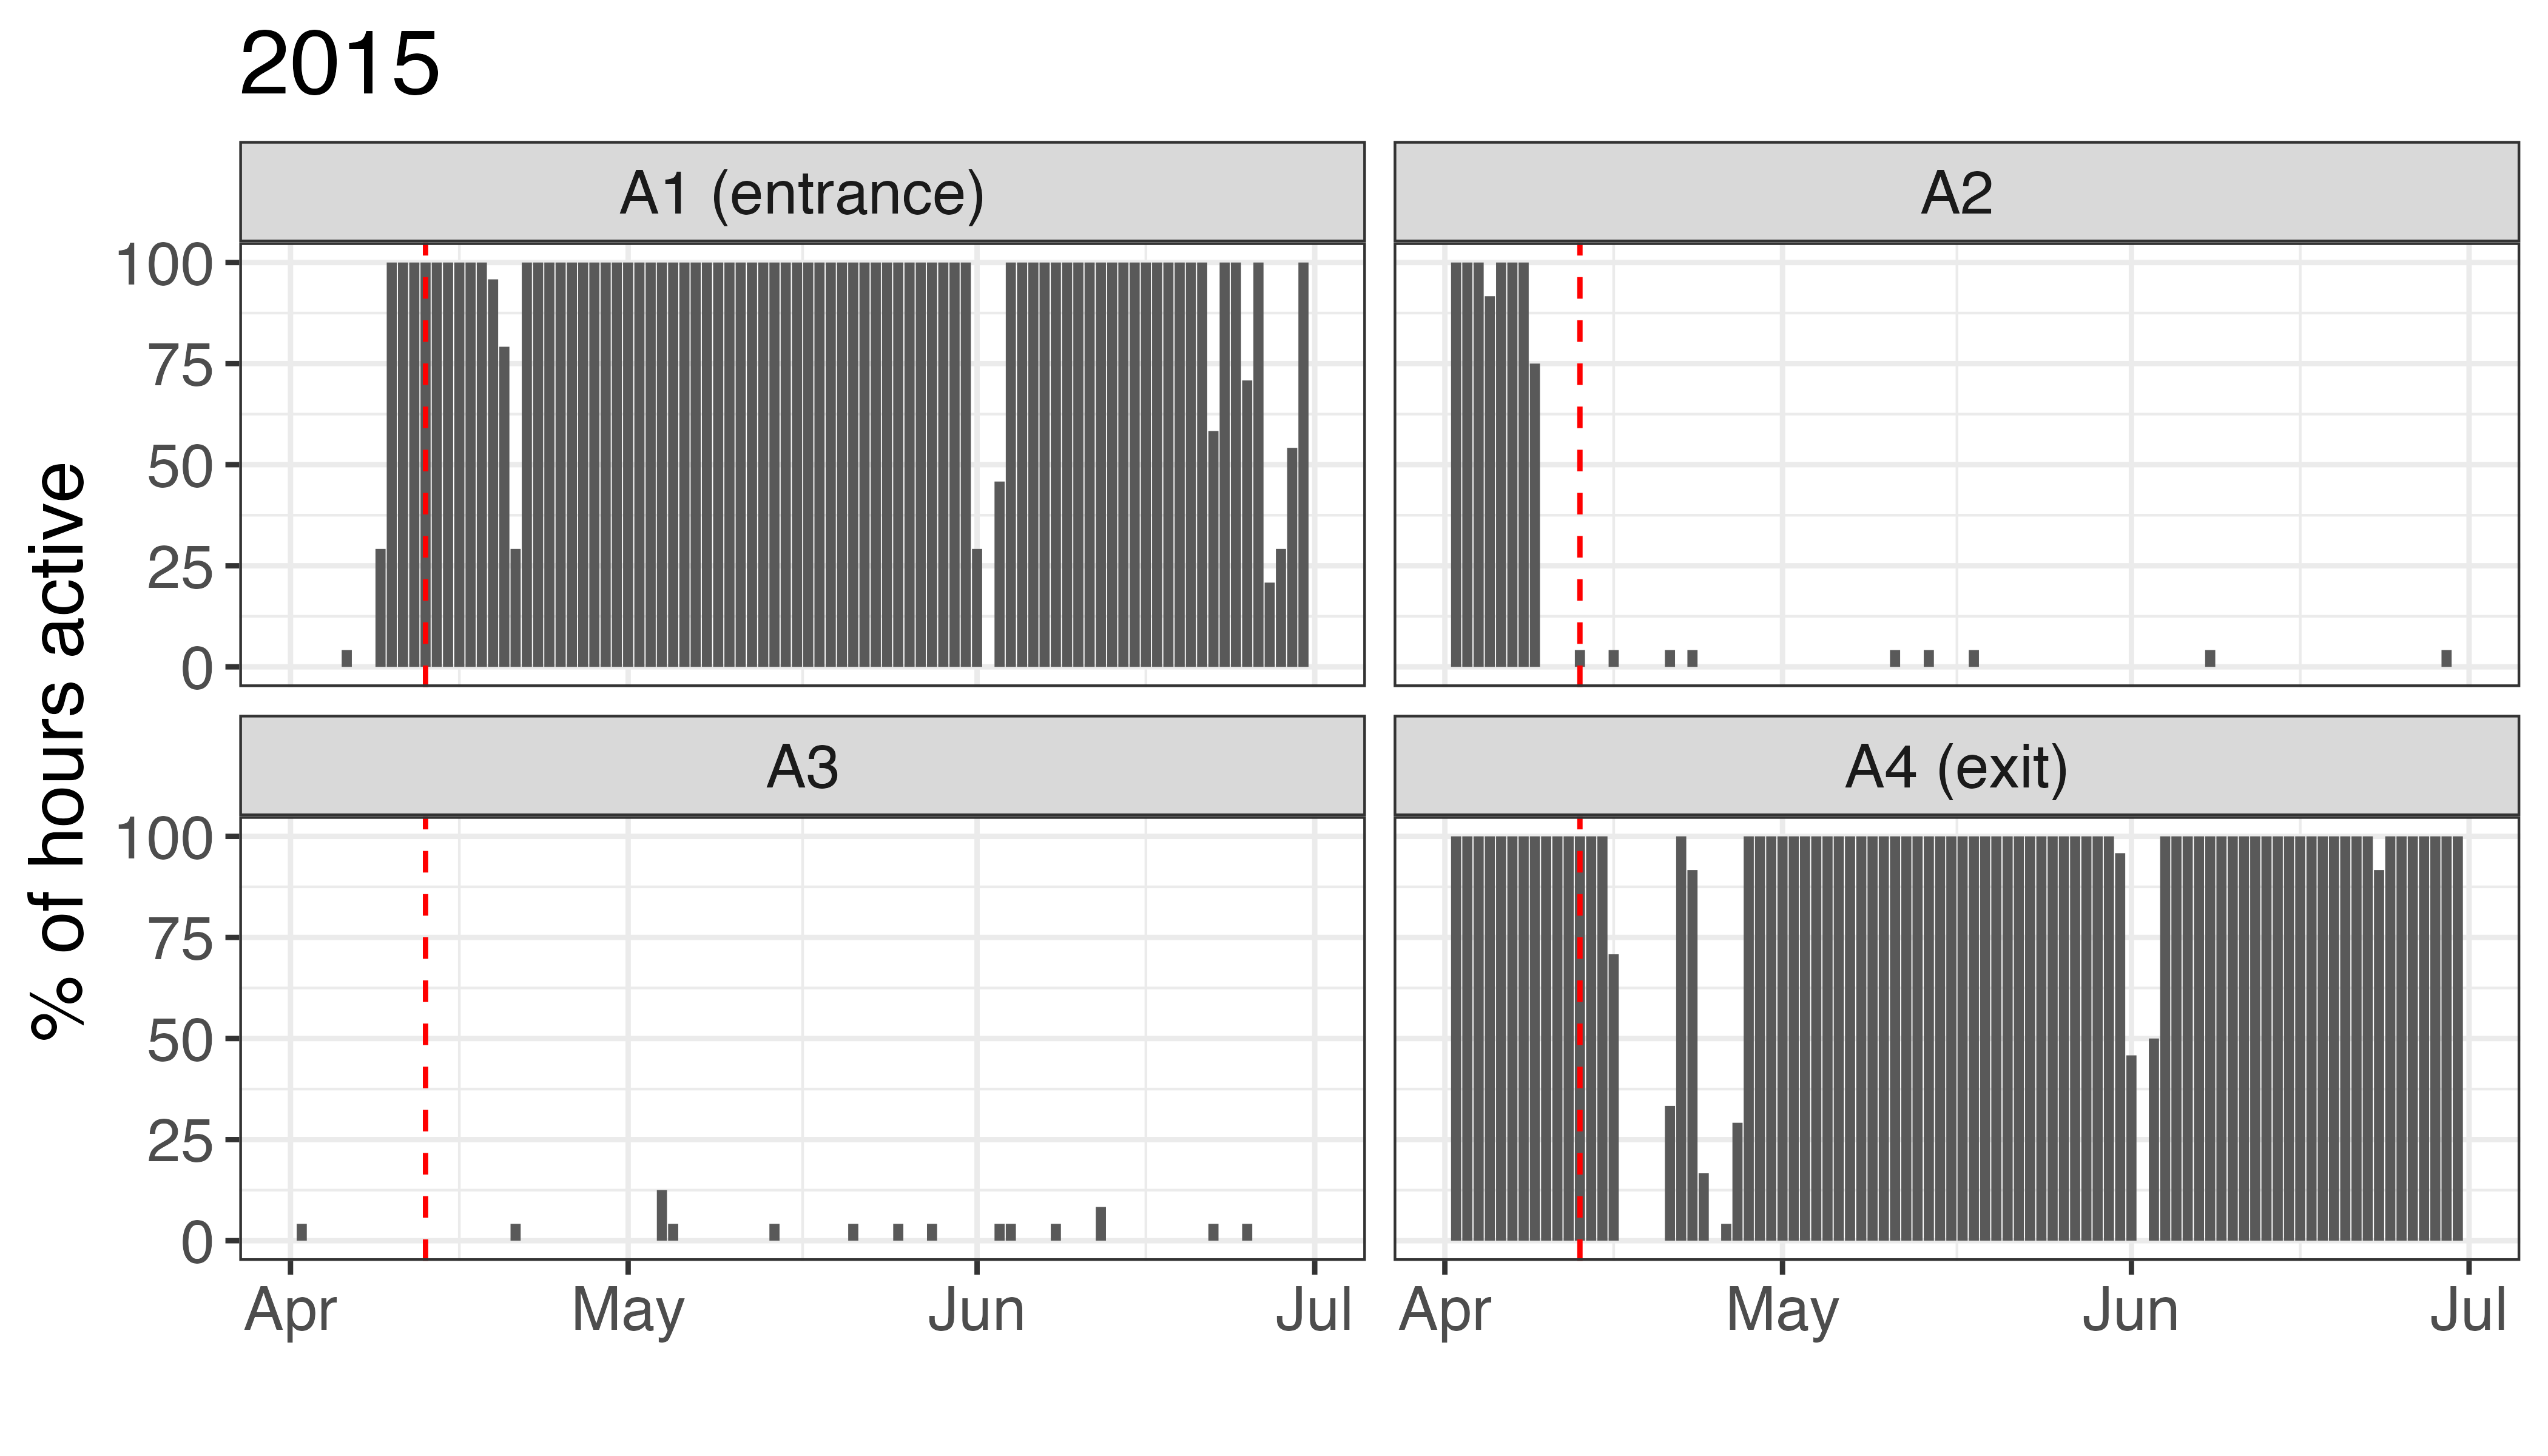 2015
A1 (entrance)
A2
100
75
50
25
0
A3
A4 (exit)
100
75
50
25
0
% of hours active
Apr May Jun Jul Apr May Jun Jul